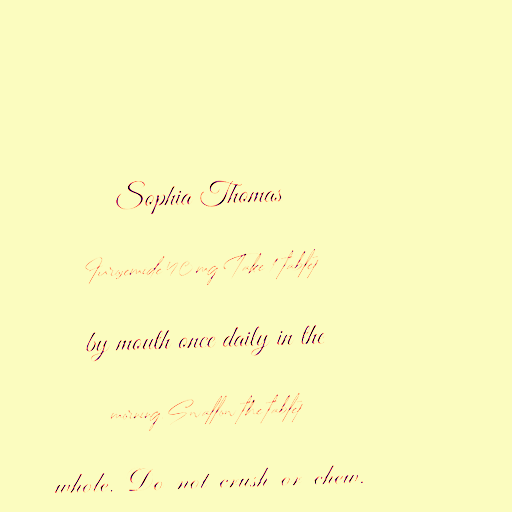 Sophia Thomas
Furosemide 40 mg Take 1 tablet
by mouth once daily in the
morning Swallow the tablet
whole. Do not crush or chew.